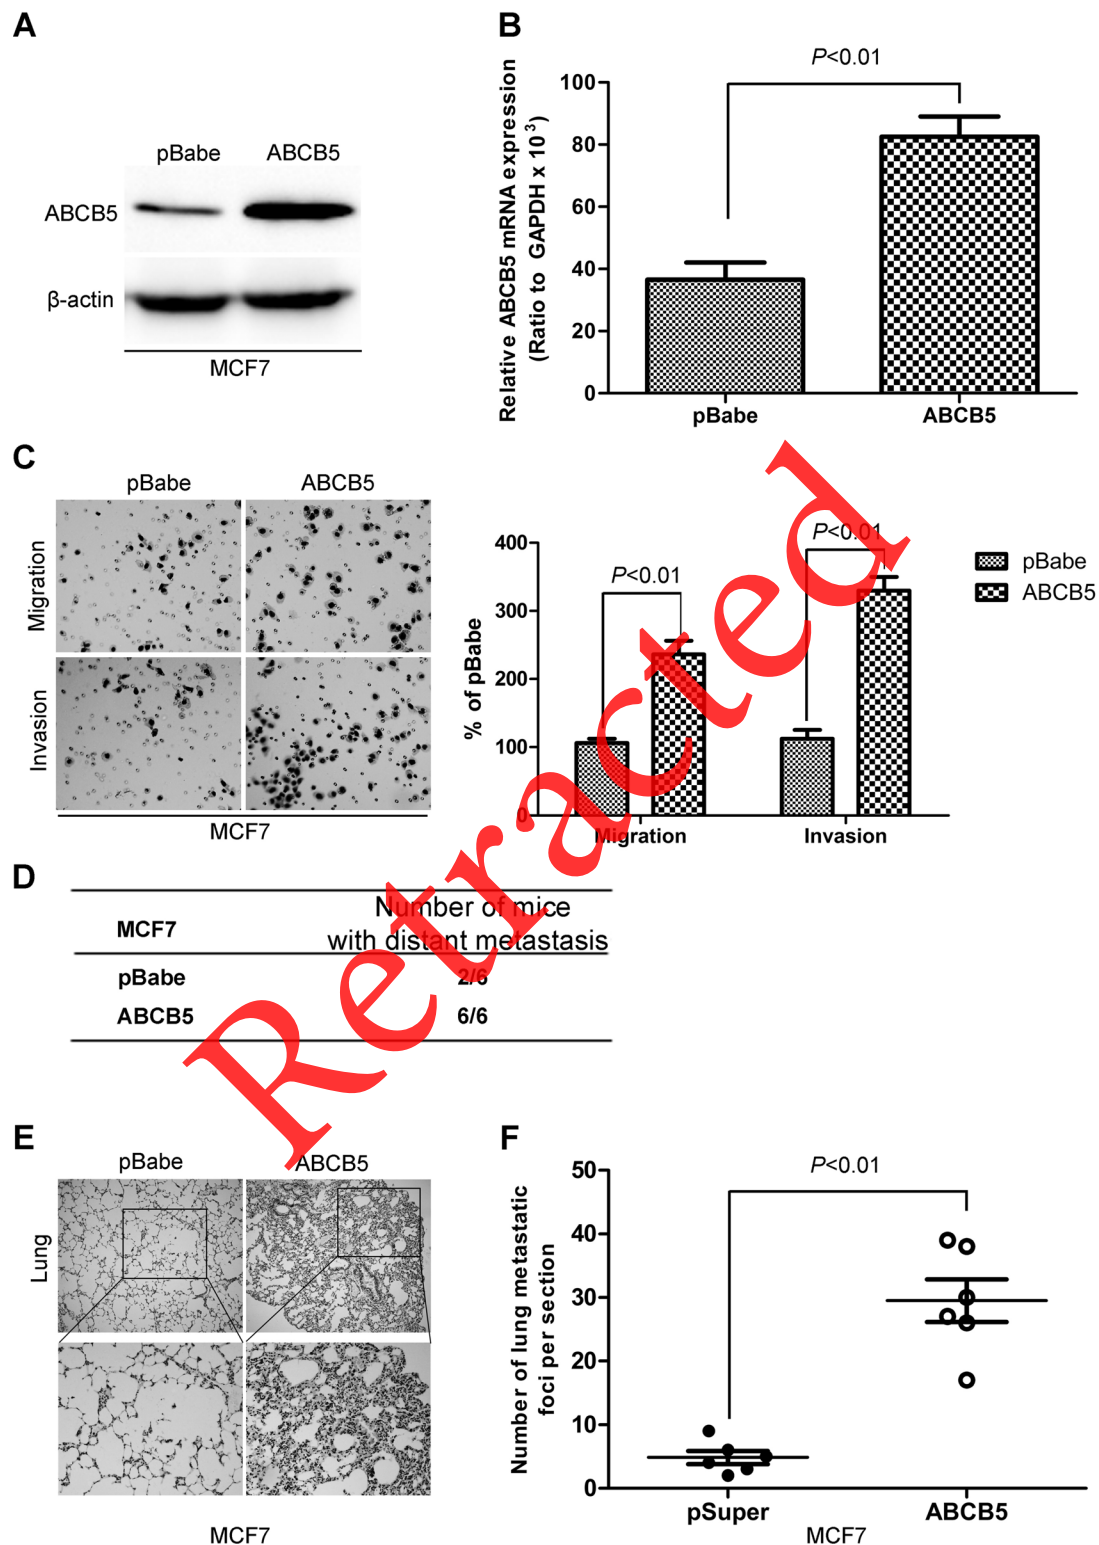 A
pBabe ABCB5
ABCB5
β-actin
MCF7
B
P<0.01
Relative ABCB5 mRNA expression
(Ratio to GAPDH x 10³)
100
80
60
40
20
0
pBabe ABCB5
C
pBabe ABCB5
Migration
Invasion
MCF7
% of pBabe
400
300
200
100
0
P<0.01
P<0.01
Migration Invasion
pBabe
ABCB5
D
MCF7
Number of mice
with distant metastasis
pBabe 2/6
ABCB5 6/6
Retracted
E
pBabe ABCB5
Lung
MCF7
F
P<0.01
Number of lung metastatic
foci per section
50
40
30
20
10
0
pSuper ABCB5
MCF7